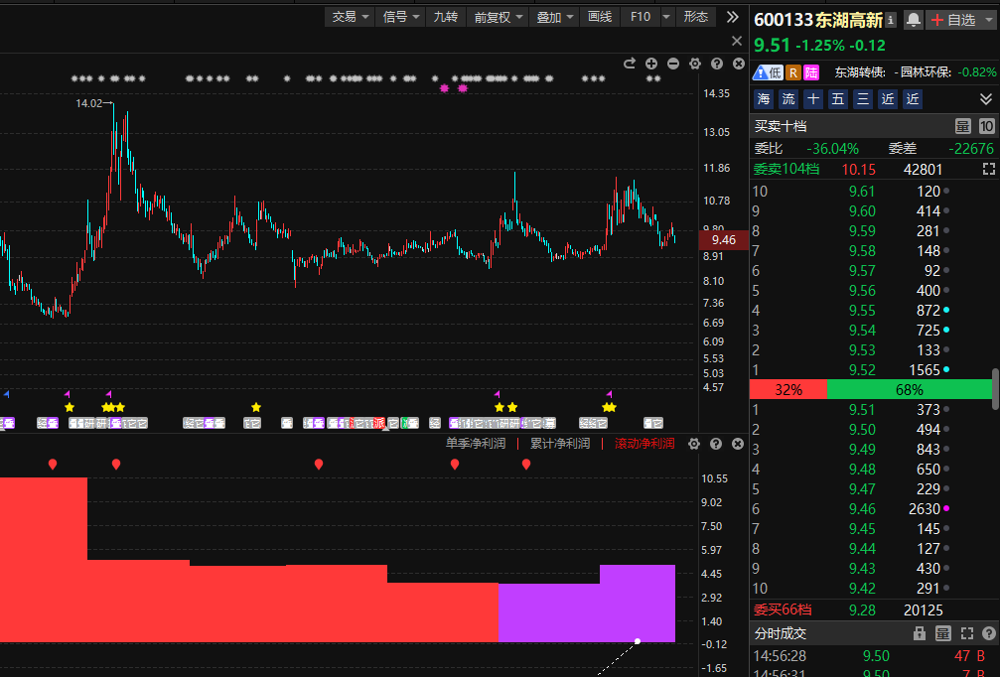 交易 信号 九转 前复权 叠加 画线 F10 形态
14.02
14.35
13.05
11.86
10.78
9.80
9.46
8.91
8.10
7.36
6.69
6.09
5.53
5.03
4.57
单季净利润 | 累计净利润 | 滚动净利润
10.55
9.02
7.50
5.97
4.45
2.92
1.40
-0.12
-1.65
600133东湖高新 自选
9.51 -1.25% -0.12
低 R 陆 东湖转债: - 园林环保: -0.82%
海 流 十 五 三 近 近
买卖十档 量 10
委比 -36.04% 委差 -22676
委卖104档 10.15 42801
10 9.61 120
9 9.60 414
8 9.59 281
7 9.58 148
6 9.57 92
5 9.56 400
4 9.55 872
3 9.54 725
2 9.53 133
1 9.52 1565
32% 68%
1 9.51 373
2 9.50 494
3 9.49 843
4 9.48 650
5 9.47 229
6 9.46 2630
7 9.45 145
8 9.44 127
9 9.43 430
10 9.42 291
委买66档 9.28 20125
分时成交 量
14:56:28 9.50 47 B
14:56:31 9.50 7 B